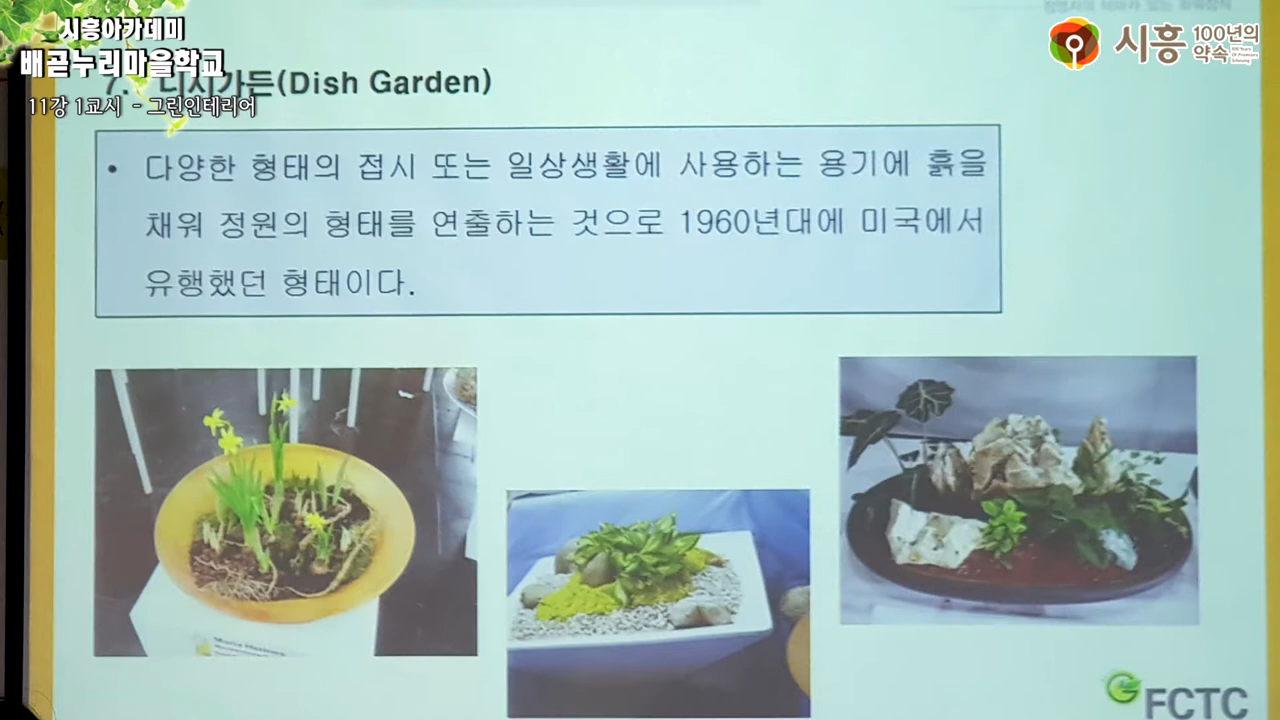 시흥아카데미
배곧누리마을학교
11강 1교시 - 그린인테리어
시흥 100년의 약속
7. 디시가든(Dish Garden)
• 다양한 형태의 접시 또는 일상생활에 사용하는 용기에 흙을
채워 정원의 형태를 연출하는 것으로 1960년대에 미국에서
유행했던 형태이다.
FCTC